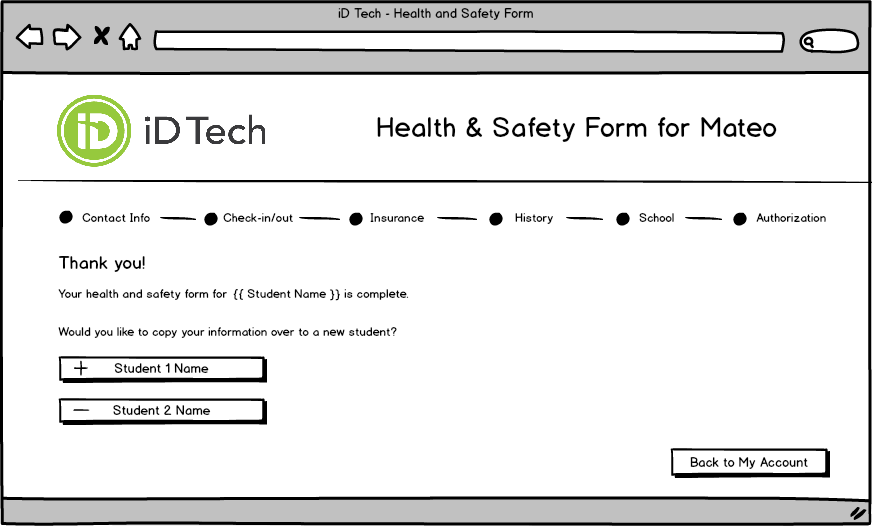 iD Tech - Health and Safety Form
iD iD Tech
Health & Safety Form for Mateo
Contact Info Check-in/out Insurance History School Authorization
Thank you!
Your health and safety form for {{ Student Name }} is complete.
Would you like to copy your information over to a new student?
+ Student 1 Name
− Student 2 Name
Back to My Account